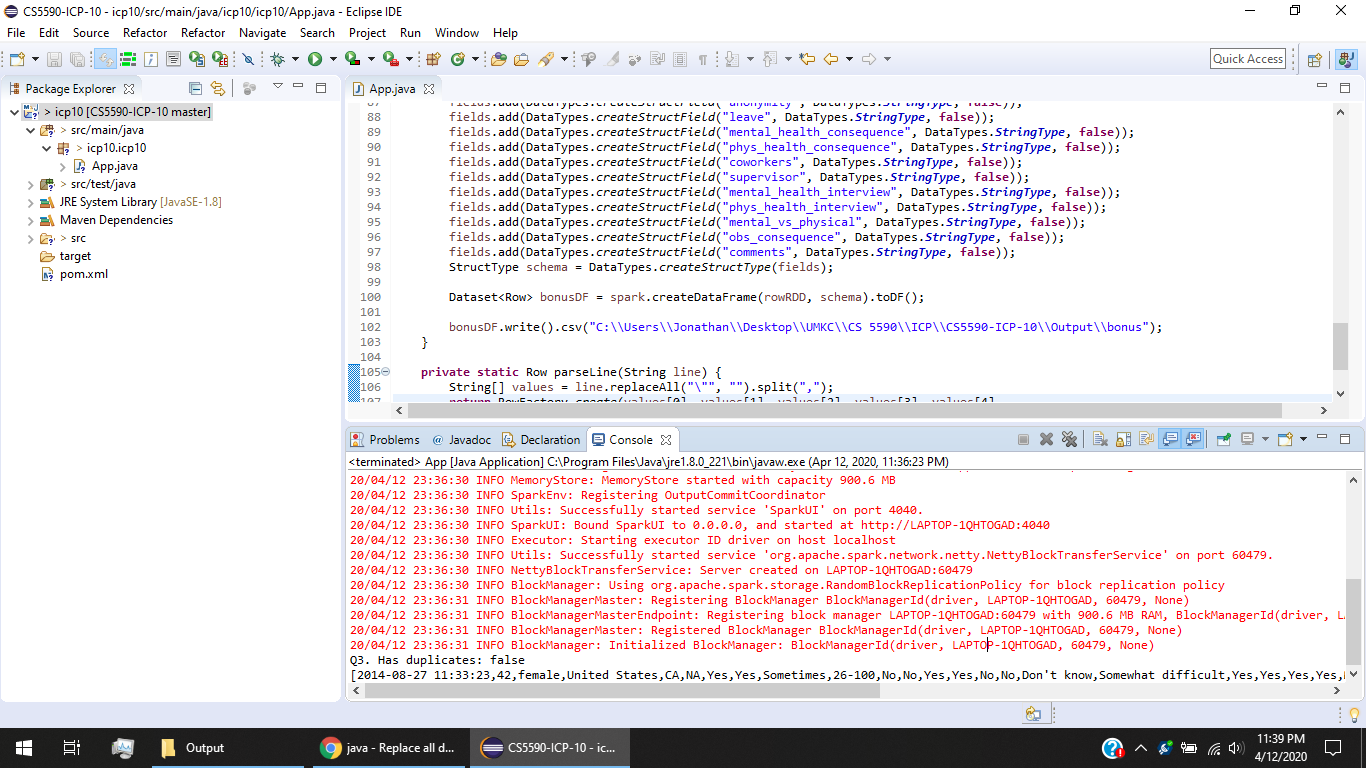 CS5590-ICP-10 - icp10/src/main/java/icp10/icp10/App.java - Eclipse IDE
File Edit Source Refactor Refactor Navigate Search Project Run Window Help
Quick Access
Package Explorer
> icp10 [CS5590-ICP-10 master]
> src/main/java
> icp10.icp10
App.java
> src/test/java
JRE System Library [JavaSE-1.8]
Maven Dependencies
> src
target
pom.xml
App.java
87 fields.add(DataTypes.createStructField("anonymity", DataTypes.StringType, false));
88 fields.add(DataTypes.createStructField("leave", DataTypes.StringType, false));
89 fields.add(DataTypes.createStructField("mental_health_consequence", DataTypes.StringType, false));
90 fields.add(DataTypes.createStructField("phys_health_consequence", DataTypes.StringType, false));
91 fields.add(DataTypes.createStructField("coworkers", DataTypes.StringType, false));
92 fields.add(DataTypes.createStructField("supervisor", DataTypes.StringType, false));
93 fields.add(DataTypes.createStructField("mental_health_interview", DataTypes.StringType, false));
94 fields.add(DataTypes.createStructField("phys_health_interview", DataTypes.StringType, false));
95 fields.add(DataTypes.createStructField("mental_vs_physical", DataTypes.StringType, false));
96 fields.add(DataTypes.createStructField("obs_consequence", DataTypes.StringType, false));
97 fields.add(DataTypes.createStructField("comments", DataTypes.StringType, false));
98 StructType schema = DataTypes.createStructType(fields);
99
100 Dataset<Row> bonusDF = spark.createDataFrame(rowRDD, schema).toDF();
101
102 bonusDF.write().csv("C:\\Users\\Jonathan\\Desktop\\UMKC\\CS 5590\\ICP\\CS5590-ICP-10\\Output\\bonus");
103 }
104
105 private static Row parseLine(String line) {
106 String[] values = line.replaceAll("\"", "").split(",");
107 return RowFactory.create(values[0], values[1], values[2], values[3], values[4],
Problems @ Javadoc Declaration Console
<terminated> App [Java Application] C:\Program Files\Java\jre1.8.0_221\bin\javaw.exe (Apr 12, 2020, 11:36:23 PM)
20/04/12 23:36:30 INFO MemoryStore: MemoryStore started with capacity 900.6 MB
20/04/12 23:36:30 INFO SparkEnv: Registering OutputCommitCoordinator
20/04/12 23:36:30 INFO Utils: Successfully started service 'SparkUI' on port 4040.
20/04/12 23:36:30 INFO SparkUI: Bound SparkUI to 0.0.0.0, and started at http://LAPTOP-1QHTOGAD:4040
20/04/12 23:36:30 INFO Executor: Starting executor ID driver on host localhost
20/04/12 23:36:30 INFO Utils: Successfully started service 'org.apache.spark.network.netty.NettyBlockTransferService' on port 60479.
20/04/12 23:36:30 INFO NettyBlockTransferService: Server created on LAPTOP-1QHTOGAD:60479
20/04/12 23:36:30 INFO BlockManager: Using org.apache.spark.storage.RandomBlockReplicationPolicy for block replication policy
20/04/12 23:36:31 INFO BlockManagerMaster: Registering BlockManager BlockManagerId(driver, LAPTOP-1QHTOGAD, 60479, None)
20/04/12 23:36:31 INFO BlockManagerMasterEndpoint: Registering block manager LAPTOP-1QHTOGAD:60479 with 900.6 MB RAM, BlockManagerId(driver, L
20/04/12 23:36:31 INFO BlockManagerMaster: Registered BlockManager BlockManagerId(driver, LAPTOP-1QHTOGAD, 60479, None)
20/04/12 23:36:31 INFO BlockManager: Initialized BlockManager: BlockManagerId(driver, LAPTOP-1QHTOGAD, 60479, None)
Q3. Has duplicates: false
[2014-08-27 11:33:23,42,female,United States,CA,NA,Yes,Yes,Sometimes,26-100,No,No,Yes,Yes,No,No,Don't know,Somewhat difficult,Yes,Yes,Yes,Yes,
Output
java - Replace all d...
CS5590-ICP-10 - ic...
11:39 PM
4/12/2020